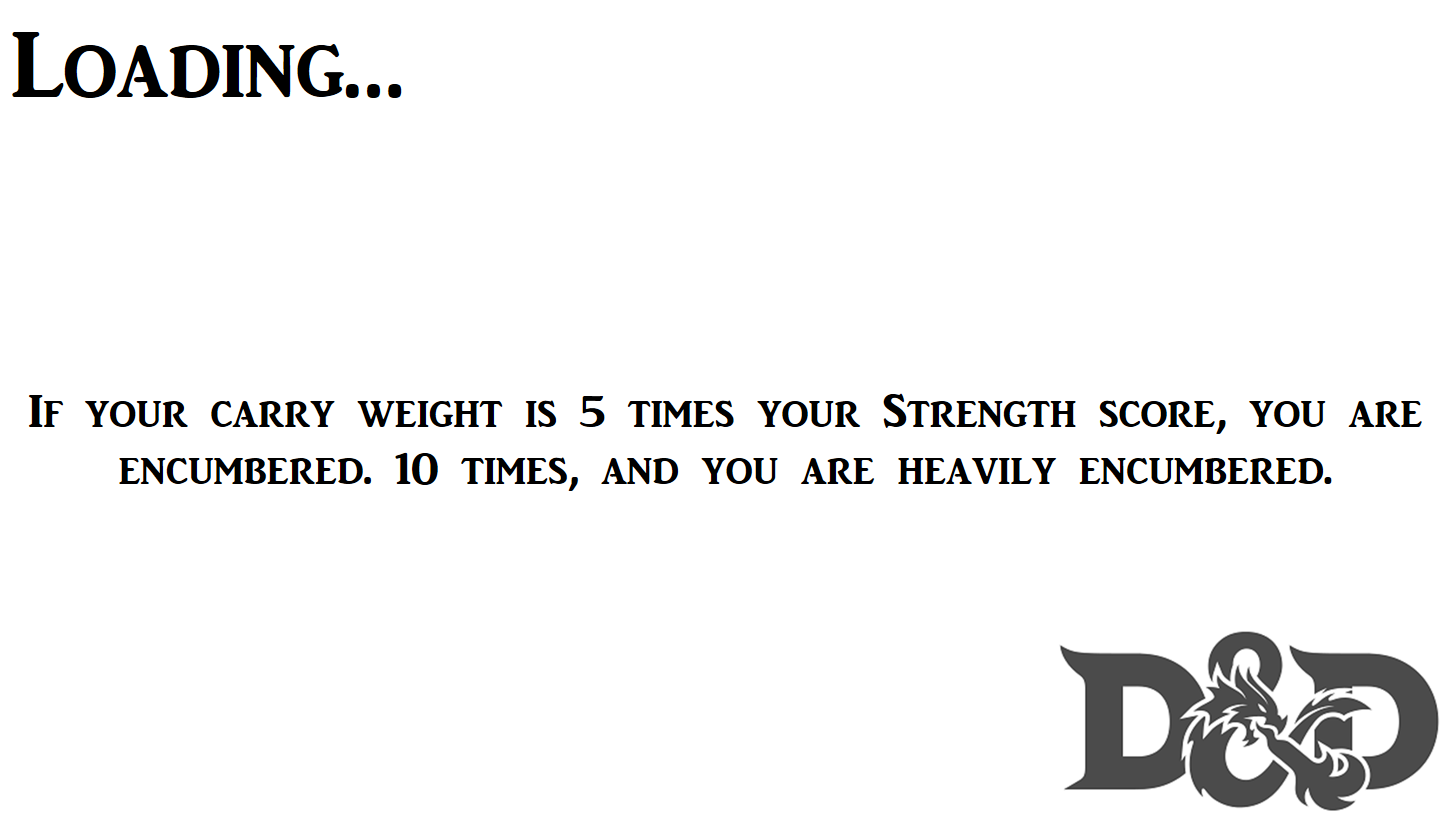 Loading...
If your carry weight is 5 times your Strength score, you are
encumbered. 10 times, and you are heavily encumbered.
D&D